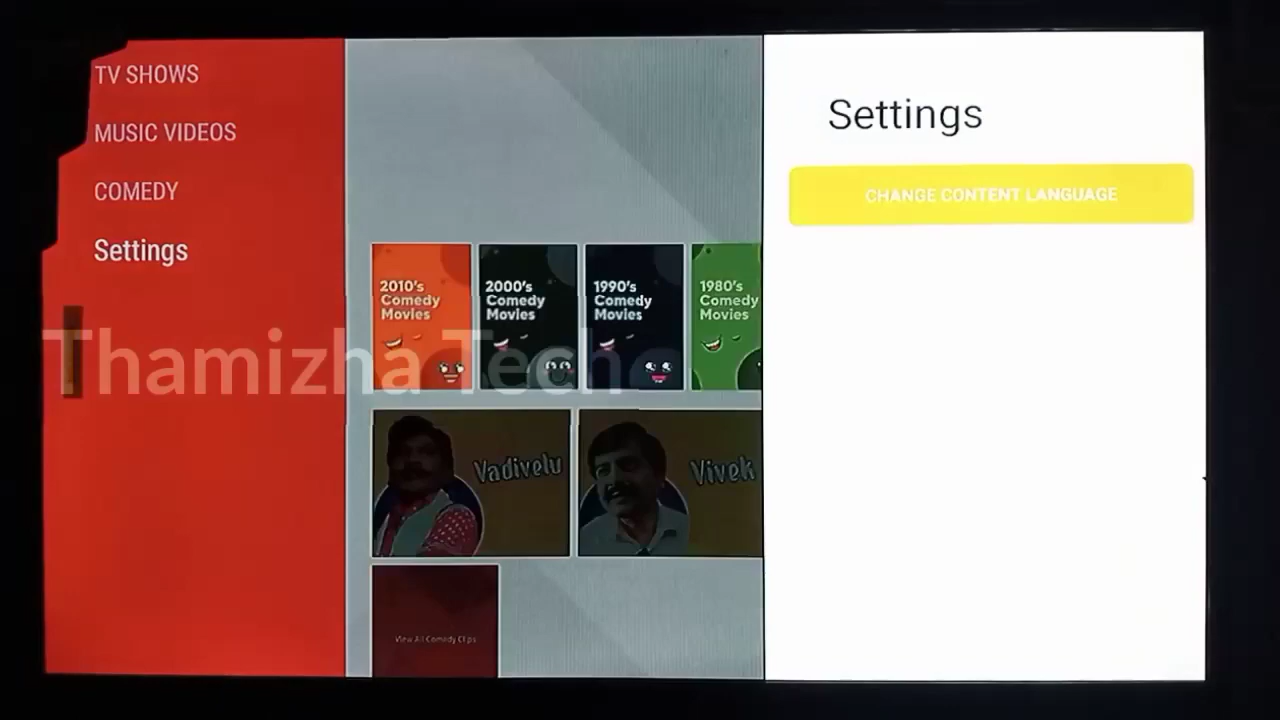 TV SHOWS
MUSIC VIDEOS
COMEDY
Settings
2010's
Comedy
Movies
2000's
Comedy
Movies
1990's
Comedy
Movies
1980's
Comedy
Movies
Thamizha Techo
Vadivelu
Vivek
View All Comedy Clips
Settings
CHANGE CONTENT LANGUAGE